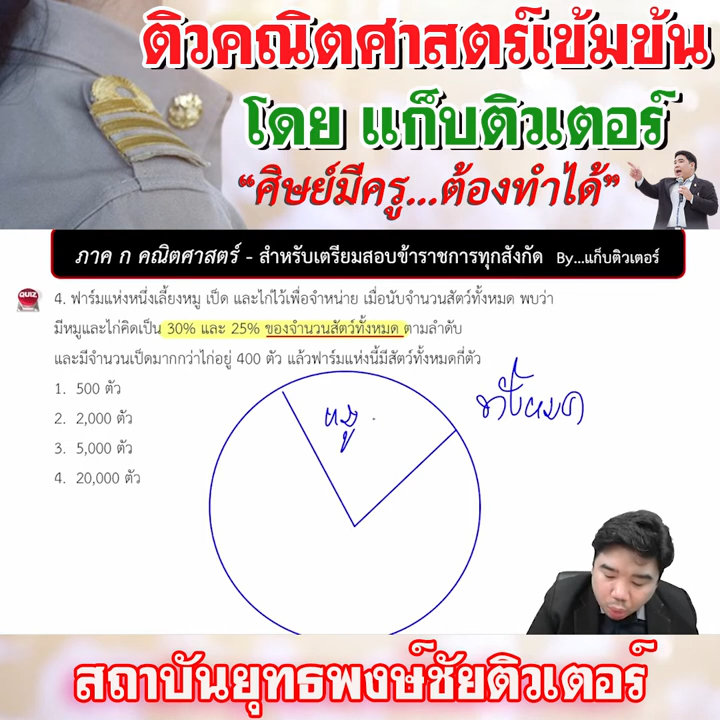 ติวคณิตศาสตร์เข้มข้น
โดย แก็บติวเตอร์
“ศิษย์มีครู...ต้องทำได้”
ภาค ก คณิตศาสตร์ - สำหรับเตรียมสอบข้าราชการทุกสังกัด By...แก็บติวเตอร์
QUIZ
4. ฟาร์มแห่งหนึ่งเลี้ยงหมู เป็ด และไก่ไว้เพื่อจำหน่าย เมื่อนับจำนวนสัตว์ทั้งหมด พบว่า
มีหมูและไก่คิดเป็น 30% และ 25% ของจำนวนสัตว์ทั้งหมด ตามลำดับ
และมีจำนวนเป็ดมากกว่าไก่อยู่ 400 ตัว แล้วฟาร์มแห่งนี้มีสัตว์ทั้งหมดกี่ตัว
1. 500 ตัว
2. 2,000 ตัว
3. 5,000 ตัว
4. 20,000 ตัว
หมู
ทั้งหมด
สถาบันยุทธพงษ์ชัยติวเตอร์